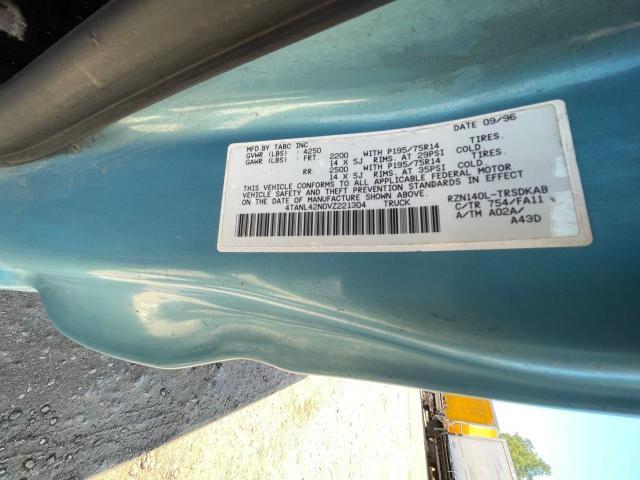 MFD.BY TABC INC DATE 09/96
GVWR (LBS) : 4250
GAWR (LBS) : FRT. 2200 WITH P195/75R14 TIRES.
14 X 5J RIMS. AT 29PSI COLD
RR. 2500 WITH P195/75R14 TIRES.
14 X 5J RIMS. AT 35PSI COLD
THIS VEHICLE CONFORMS TO ALL APPLICABLE FEDERAL MOTOR
VEHICLE SAFETY AND THEFT PREVENTION STANDARDS IN EFFECT
ON THE DATE OF MANUFACTURE SHOWN ABOVE.
4TANL42N0VZ221304 TRUCK
RZN140L-TRSDKAB
C/TR 754/FA11
A/TM A02A/
A43D